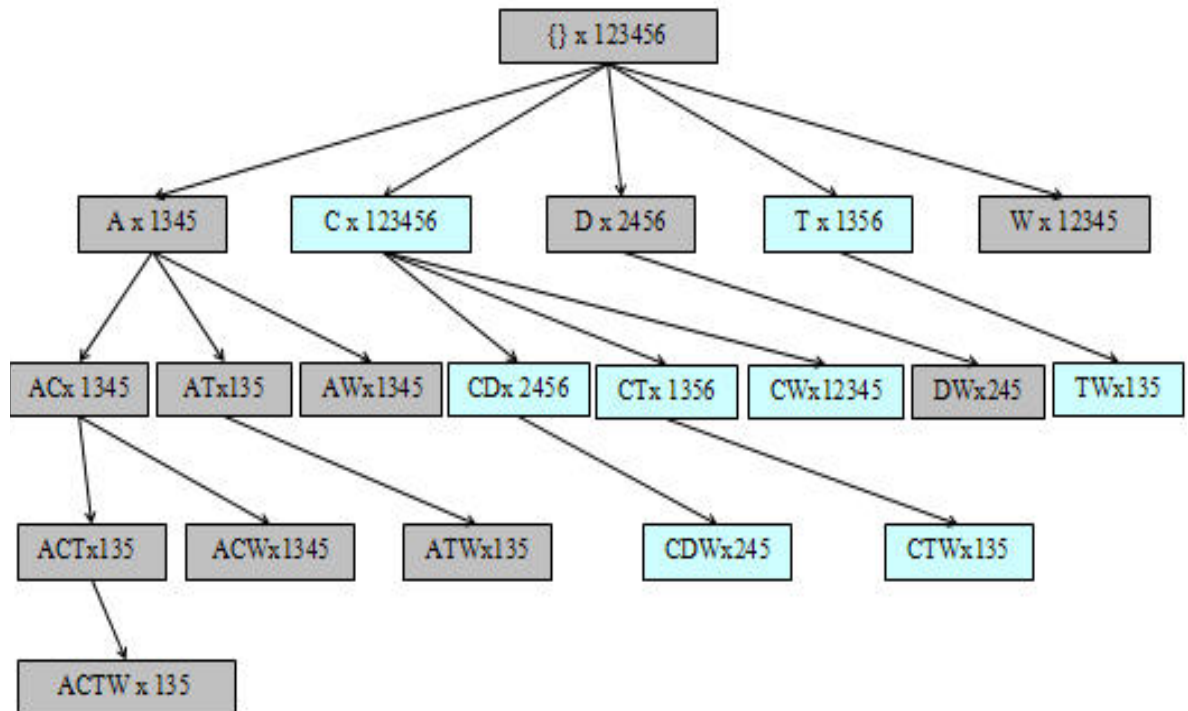 {} x 123456
A x 1345
C x 123456
D x 2456
T x 1356
W x 12345
ACx 1345
ATx135
AWx1345
CDx 2456
CTx 1356
CWx12345
DWx245
TWx135
ACTx135
ACWx1345
ATWx135
CDWx245
CTWx135
ACTW x 135